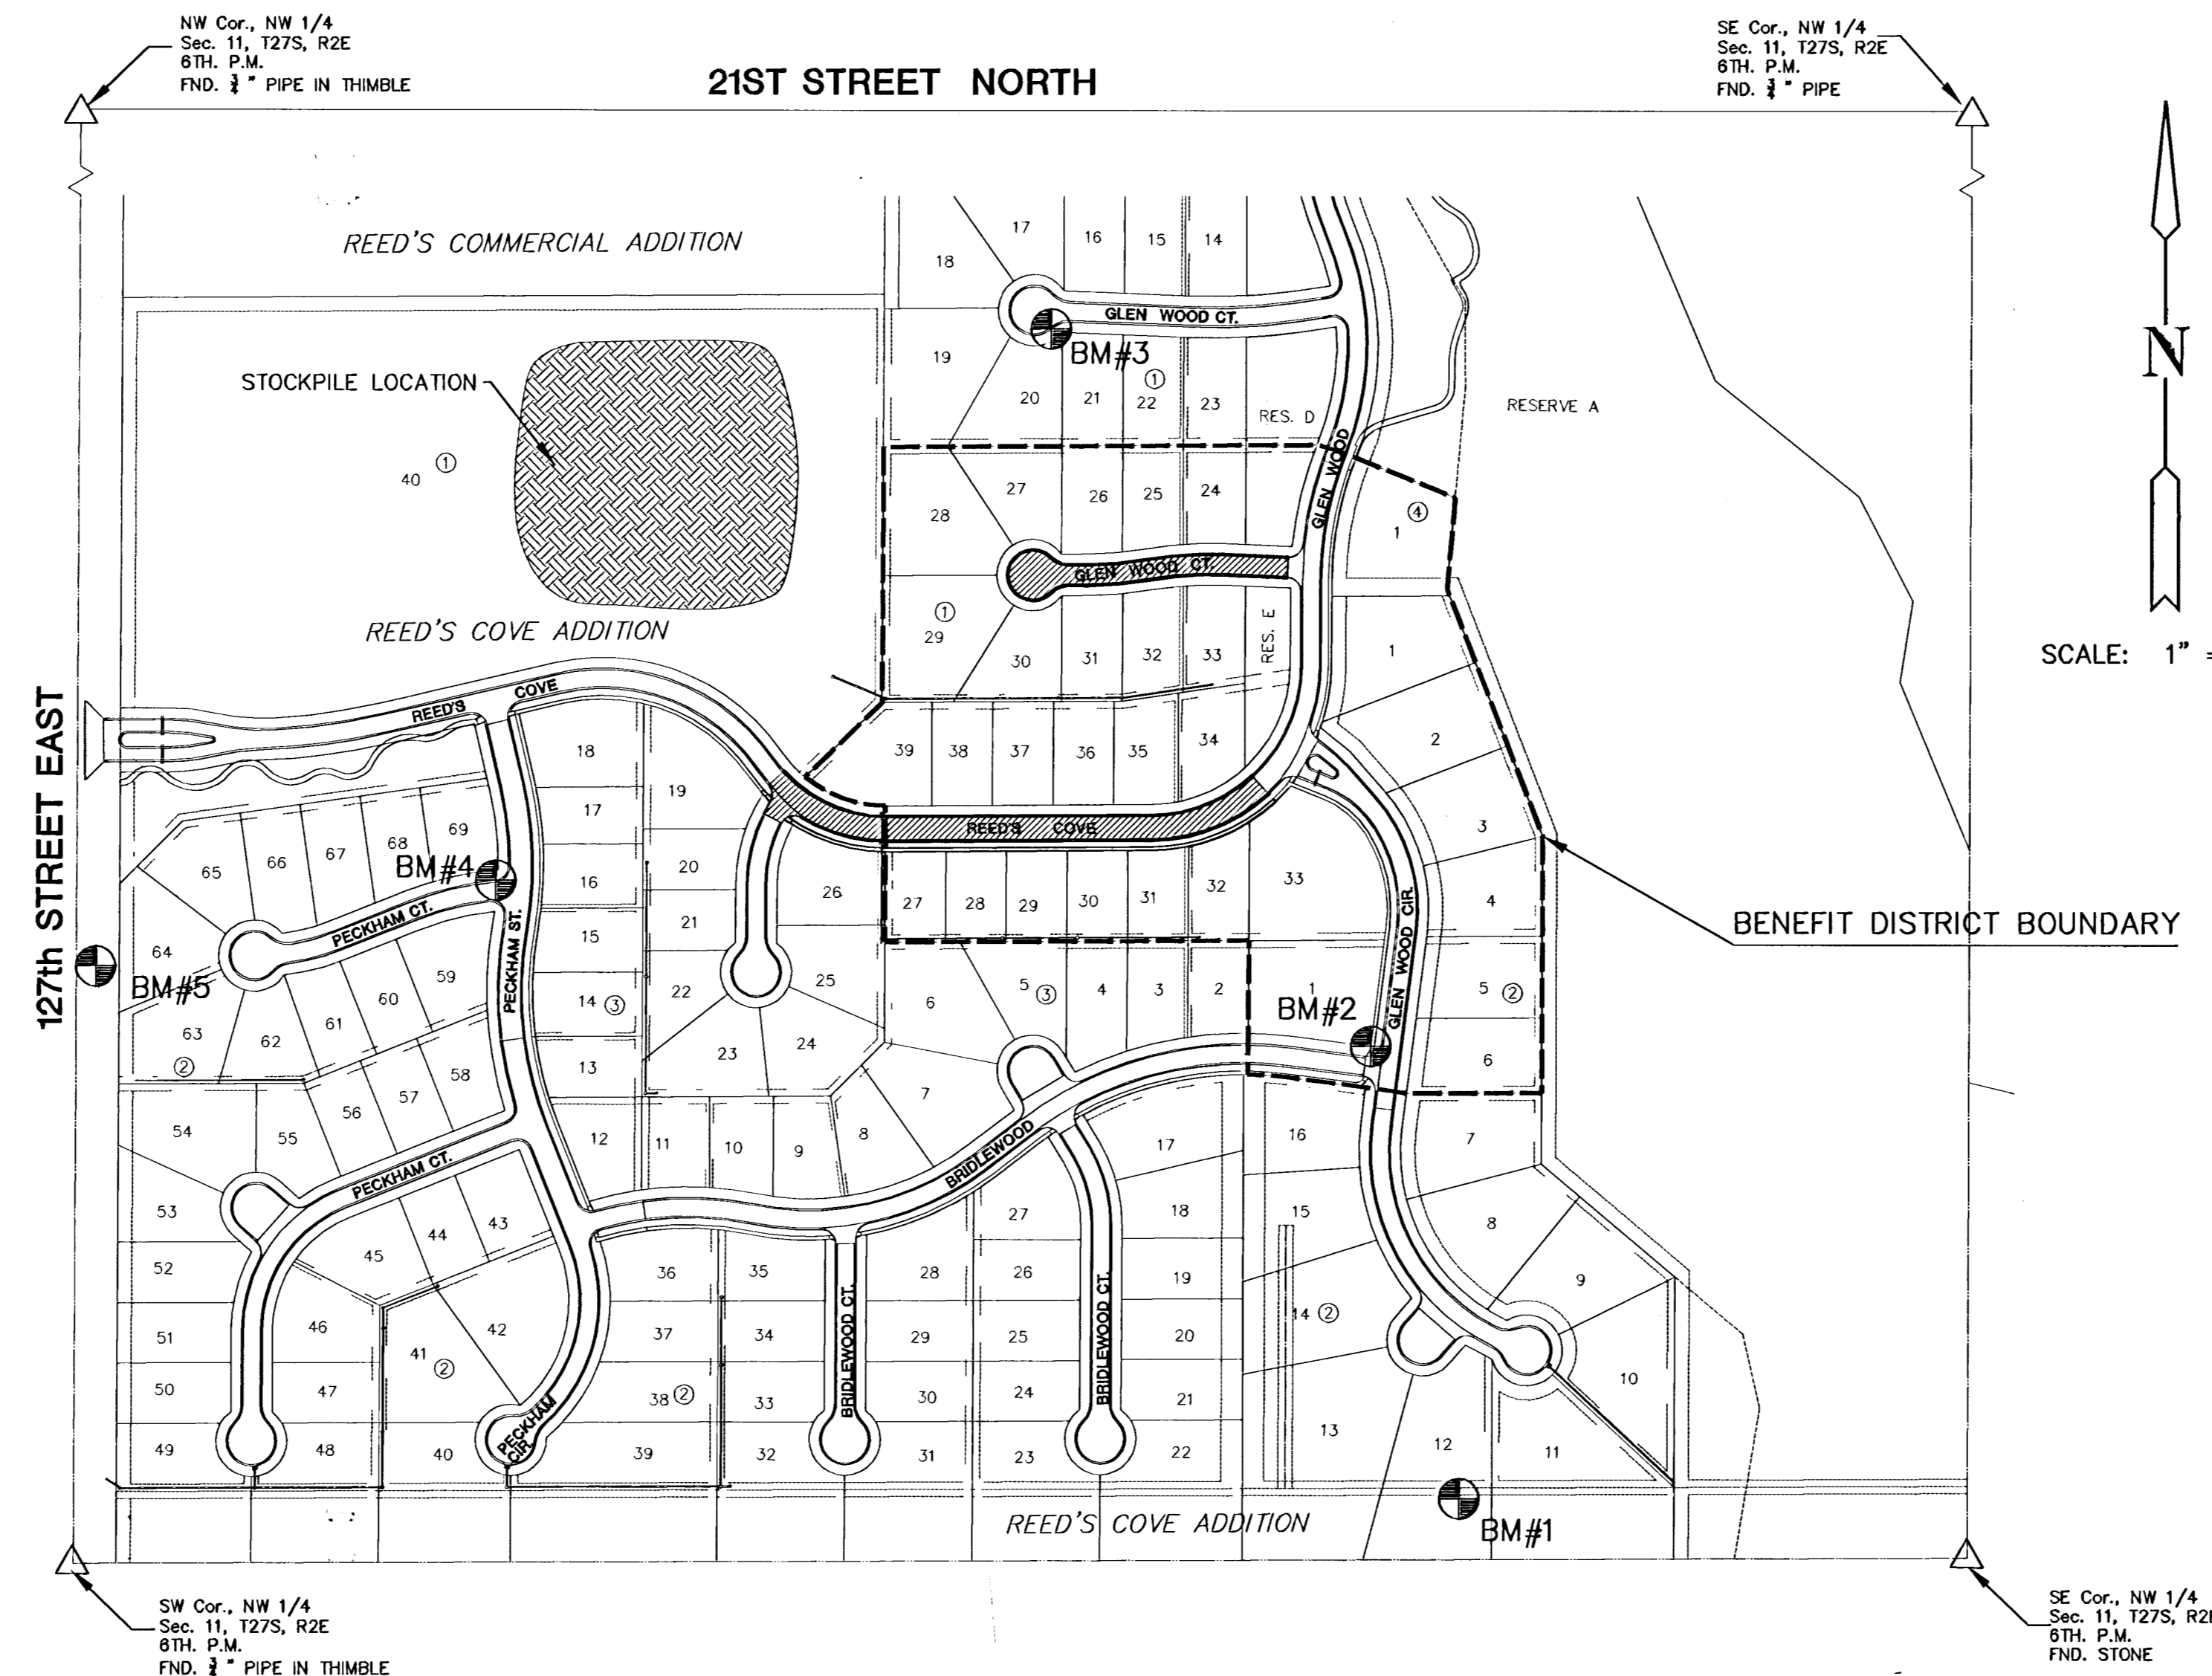 NW Cor., NW 1/4
Sec. 11, T27S, R2E
6TH. P.M.
FND. 3/4 " PIPE IN THIMBLE
21ST STREET NORTH
SE Cor., NW 1/4
Sec. 11, T27S, R2E
6TH. P.M.
FND. 3/4 " PIPE
REED'S COMMERCIAL ADDITION
17
16
15
14
18
GLEN WOOD CT.
BM#3
19
20
21
1
22
23
RES. D
RESERVE A
N
STOCKPILE LOCATION
40
1
GLEN WOOD
27
26
25
24
28
4
1
GLEN WOOD CT.
REED'S COVE ADDITION
1
29
30
31
32
33
RES. E
1
SCALE: 1" =
127th STREET EAST
REED'S
COVE
18
19
39
38
37
36
35
34
2
17
REED'S COVE
3
65
66
67
68
69
BM#4
16
20
26
27
28
29
30
31
32
33
4
PECKHAM CT.
PECKHAM ST.
15
21
GLEN WOOD CIR.
BENEFIT DISTRICT BOUNDARY
64
BM#5
59
60
61
62
63
2
14
3
22
25
6
5
3
4
3
2
1
BM#2
5
2
6
13
23
24
7
58
57
56
54
55
12
11
10
9
8
17
16
7
PECKHAM CT.
BRIDLEWOOD
53
45
44
43
27
18
15
8
52
36
35
28
26
19
9
51
46
41
2
42
37
34
29
25
20
14
2
50
47
38
2
33
30
24
21
10
BRIDLEWOOD CT.
BRIDLEWOOD CT.
PECKHAM
CIR.
49
48
40
39
32
31
23
22
13
12
11
REED'S COVE ADDITION
BM#1
SW Cor., NW 1/4
Sec. 11, T27S, R2E
6TH. P.M.
FND. 3/4 " PIPE IN THIMBLE
SE Cor., NW 1/4
Sec. 11, T27S, R2E
6TH. P.M.
FND. STONE